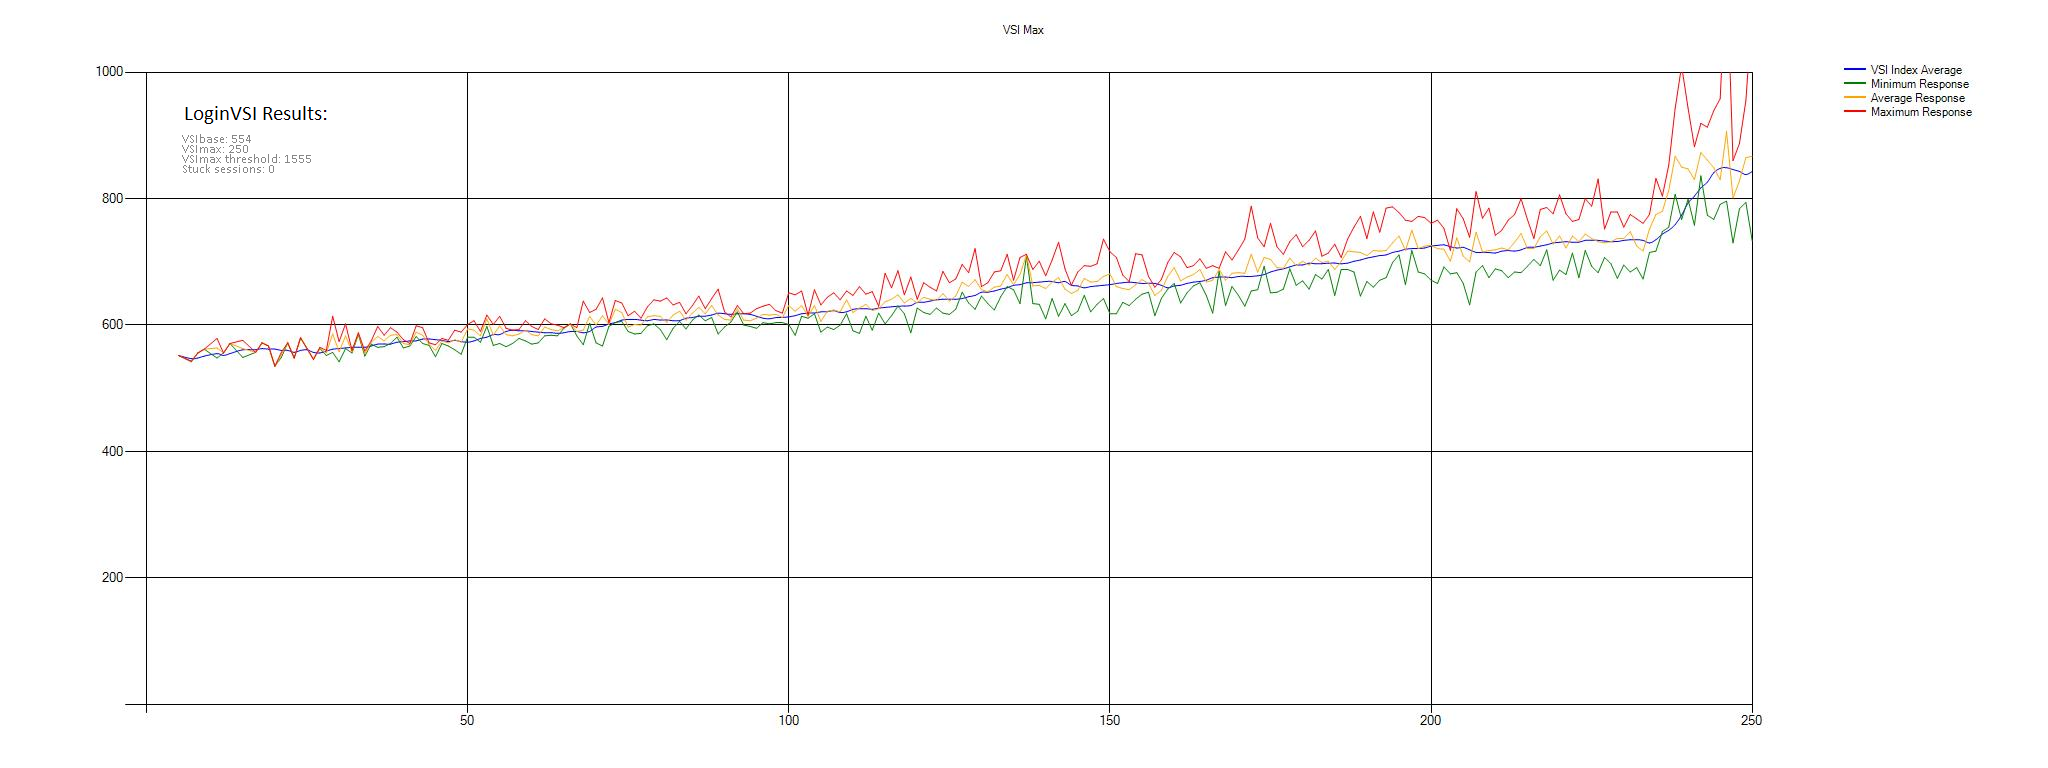 VSI Max
1000
800
600
400
200
LoginVSI Results:
VSIbase: 554
VSImax: 250
VSImax threshold: 1555
Stuck sessions: 0
VSI Index Average
Minimum Response
Average Response
Maximum Response
50
100
150
200
250